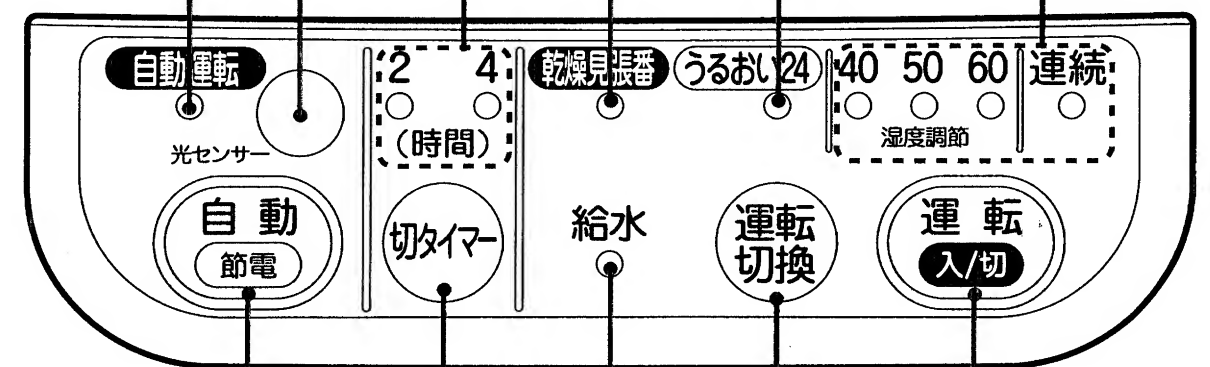 自動運転
光センサー
2 4
(時間)
乾燥見張番
うるおい24
40 50 60 連続
湿度調節
自動
節電
切タイマー
給水
運転
切換
運転
入/切